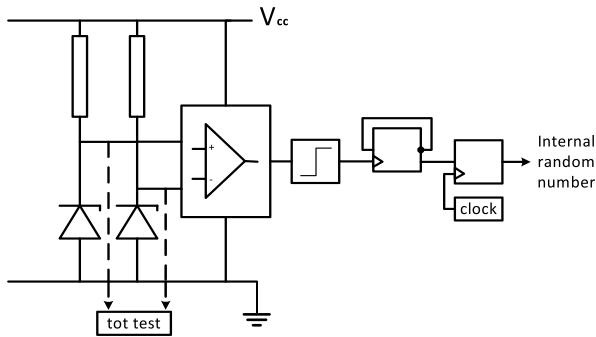 Vcc
+
-
Internal
random
number
clock
tot test